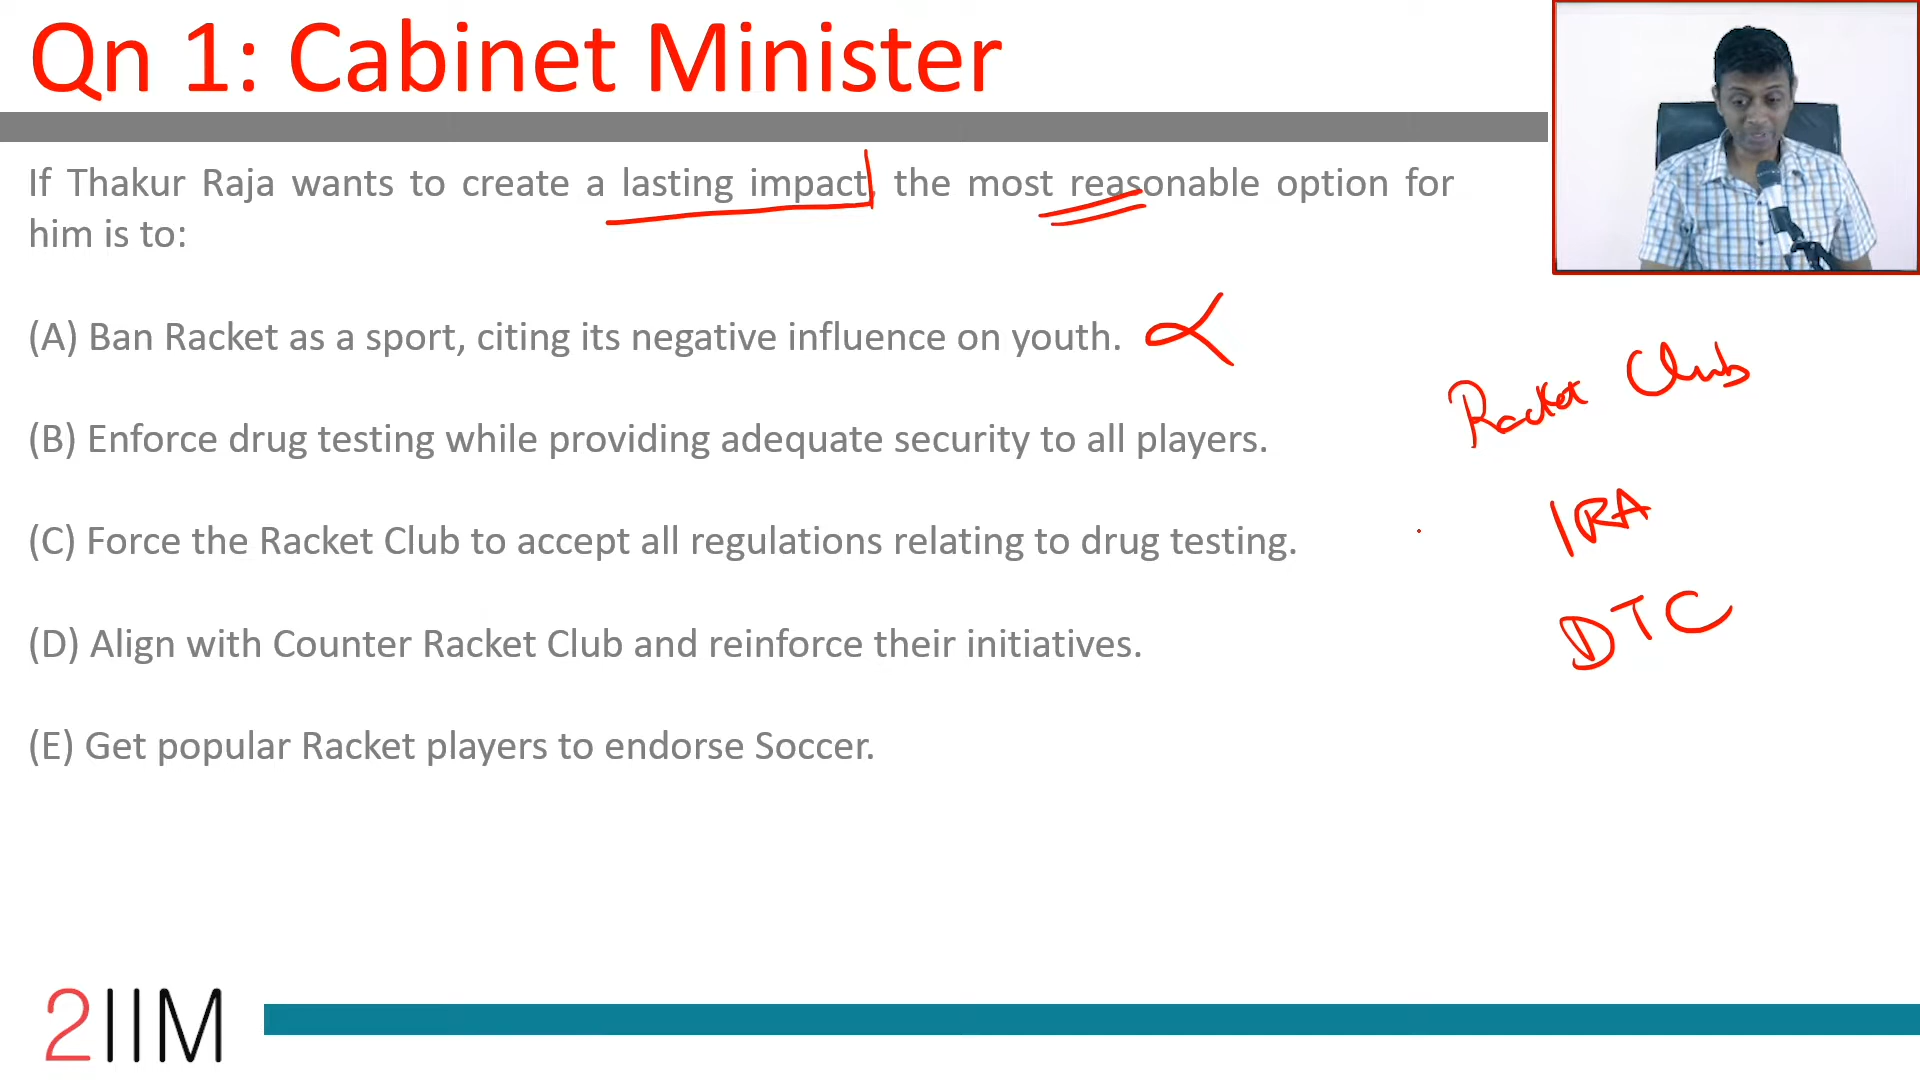 Qn 1: Cabinet Minister
If Thakur Raja wants to create a lasting impact, the most reasonable option for
him is to:
(A) Ban Racket as a sport, citing its negative influence on youth.
(B) Enforce drug testing while providing adequate security to all players.
(C) Force the Racket Club to accept all regulations relating to drug testing.
(D) Align with Counter Racket Club and reinforce their initiatives.
(E) Get popular Racket players to endorse Soccer.
Racket Club
IRA
DTC
2IIM